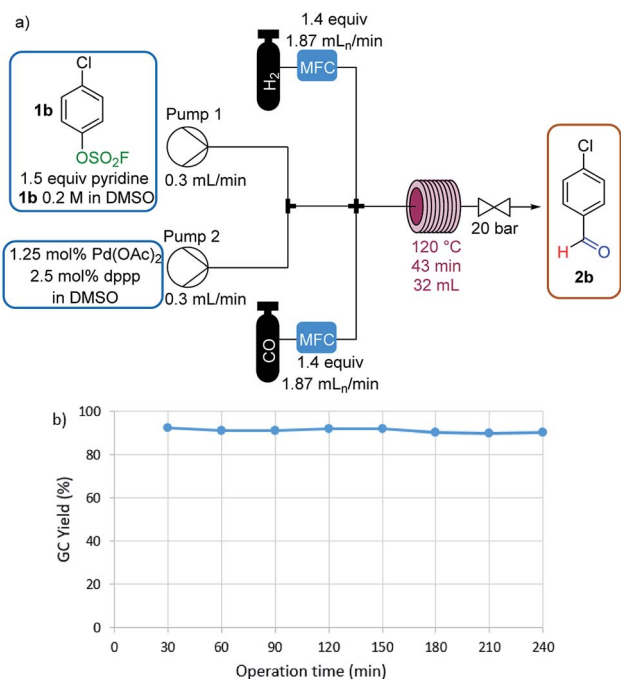 a)
1.4 equiv
1.87 mLn/min
H2
MFC
Cl
1b
OSO2F
1.5 equiv pyridine
1b 0.2 M in DMSO
Pump 1
0.3 mL/min
1.25 mol% Pd(OAc)2
2.5 mol% dppp
in DMSO
Pump 2
0.3 mL/min
CO
MFC
1.4 equiv
1.87 mLn/min
120 °C
43 min
32 mL
20 bar
Cl
H
O
2b
b)
GC Yield (%)
100
80
60
40
20
0
0 30 60 90 120 150 180 210 240
Operation time (min)